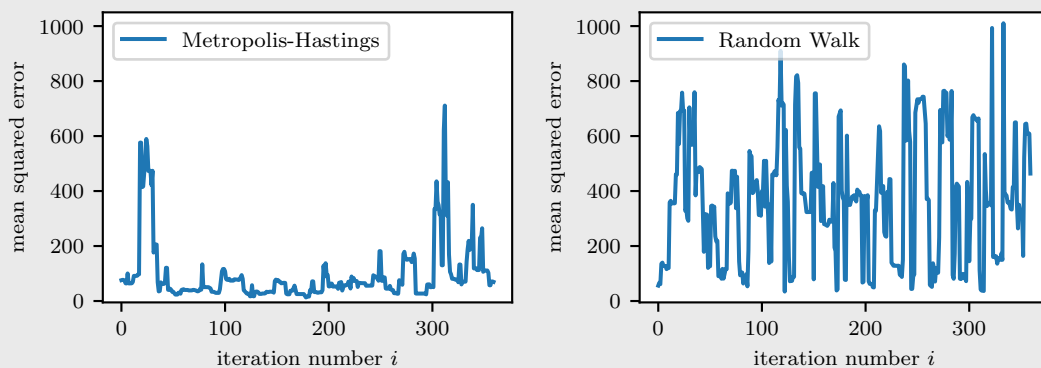 Metropolis-Hastings
mean squared error
1000
800
600
400
200
0
0 100 200 300
iteration number i
Random Walk
mean squared error
1000
800
600
400
200
0
0 100 200 300
iteration number i